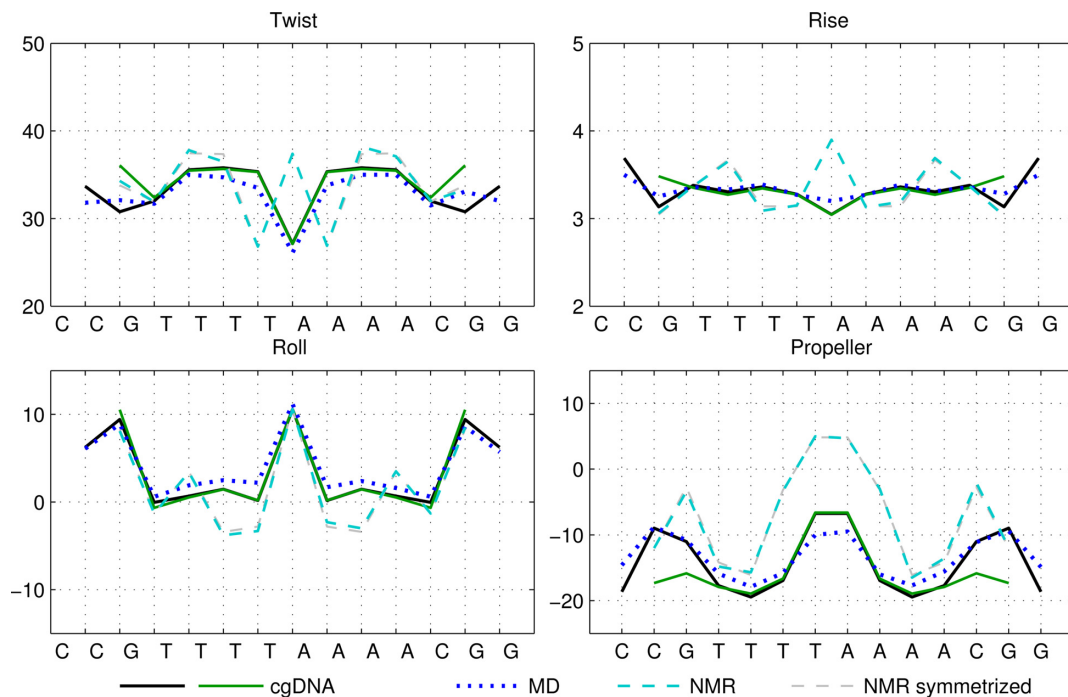 Twist
50
40
30
20
C C G T T T T A A A A C G G
Rise
5
4
3
2
C C G T T T T A A A A C G G
Roll
10
0
−10
C C G T T T T A A A A C G G
Propeller
10
0
−10
−20
C C G T T T T A A A A C G G
cgDNA MD NMR NMR symmetrized